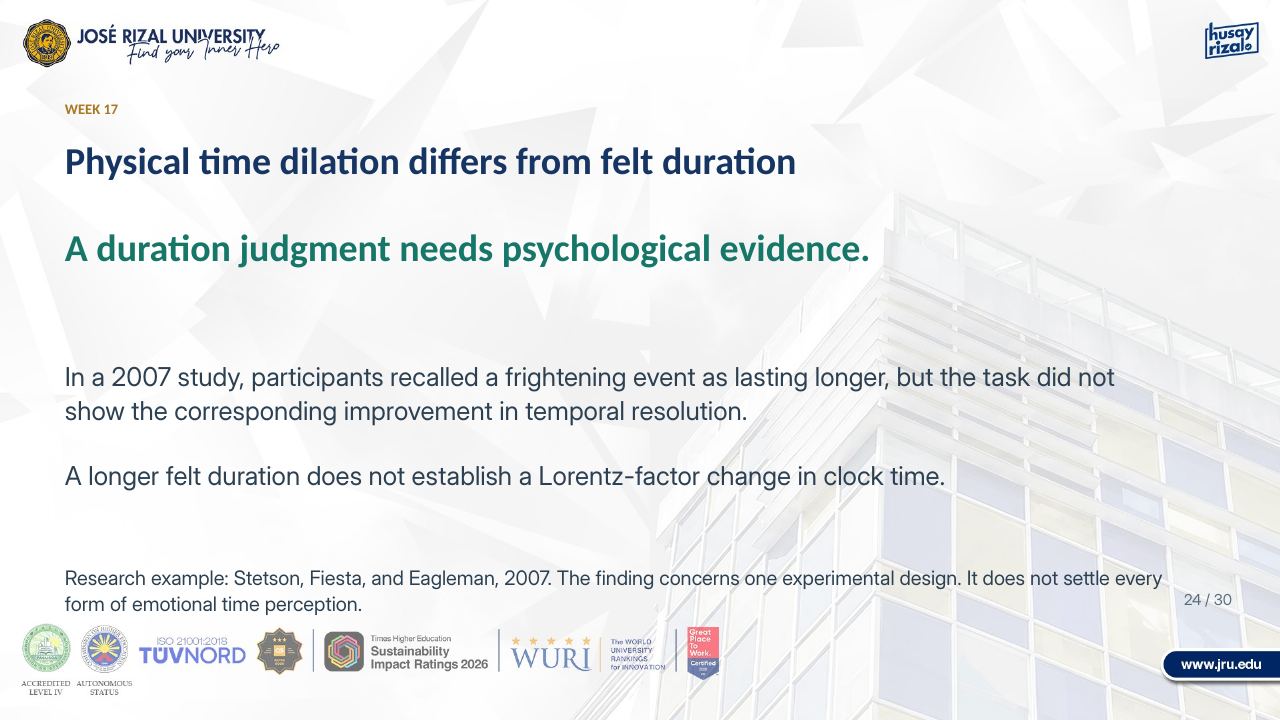 JOSÉ RIZAL UNIVERSITY
Find your Inner Hero
husay
rizal
WEEK 17
Physical time dilation differs from felt duration
A duration judgment needs psychological evidence.
In a 2007 study, participants recalled a frightening event as lasting longer, but the task did not
show the corresponding improvement in temporal resolution.
A longer felt duration does not establish a Lorentz-factor change in clock time.
Research example: Stetson, Fiesta, and Eagleman, 2007. The finding concerns one experimental design. It does not settle every
form of emotional time perception.
24 / 30
ACCREDITED
LEVEL IV
AUTONOMOUS
STATUS
ISO 21001:2018
TÜVNORD
Times Higher Education
Sustainability
Impact Ratings 2026
WURI
The WORLD
UNIVERSITY
RANKINGS
for INNOVATION
Great
Place
To
Work.
Certified
www.jru.edu